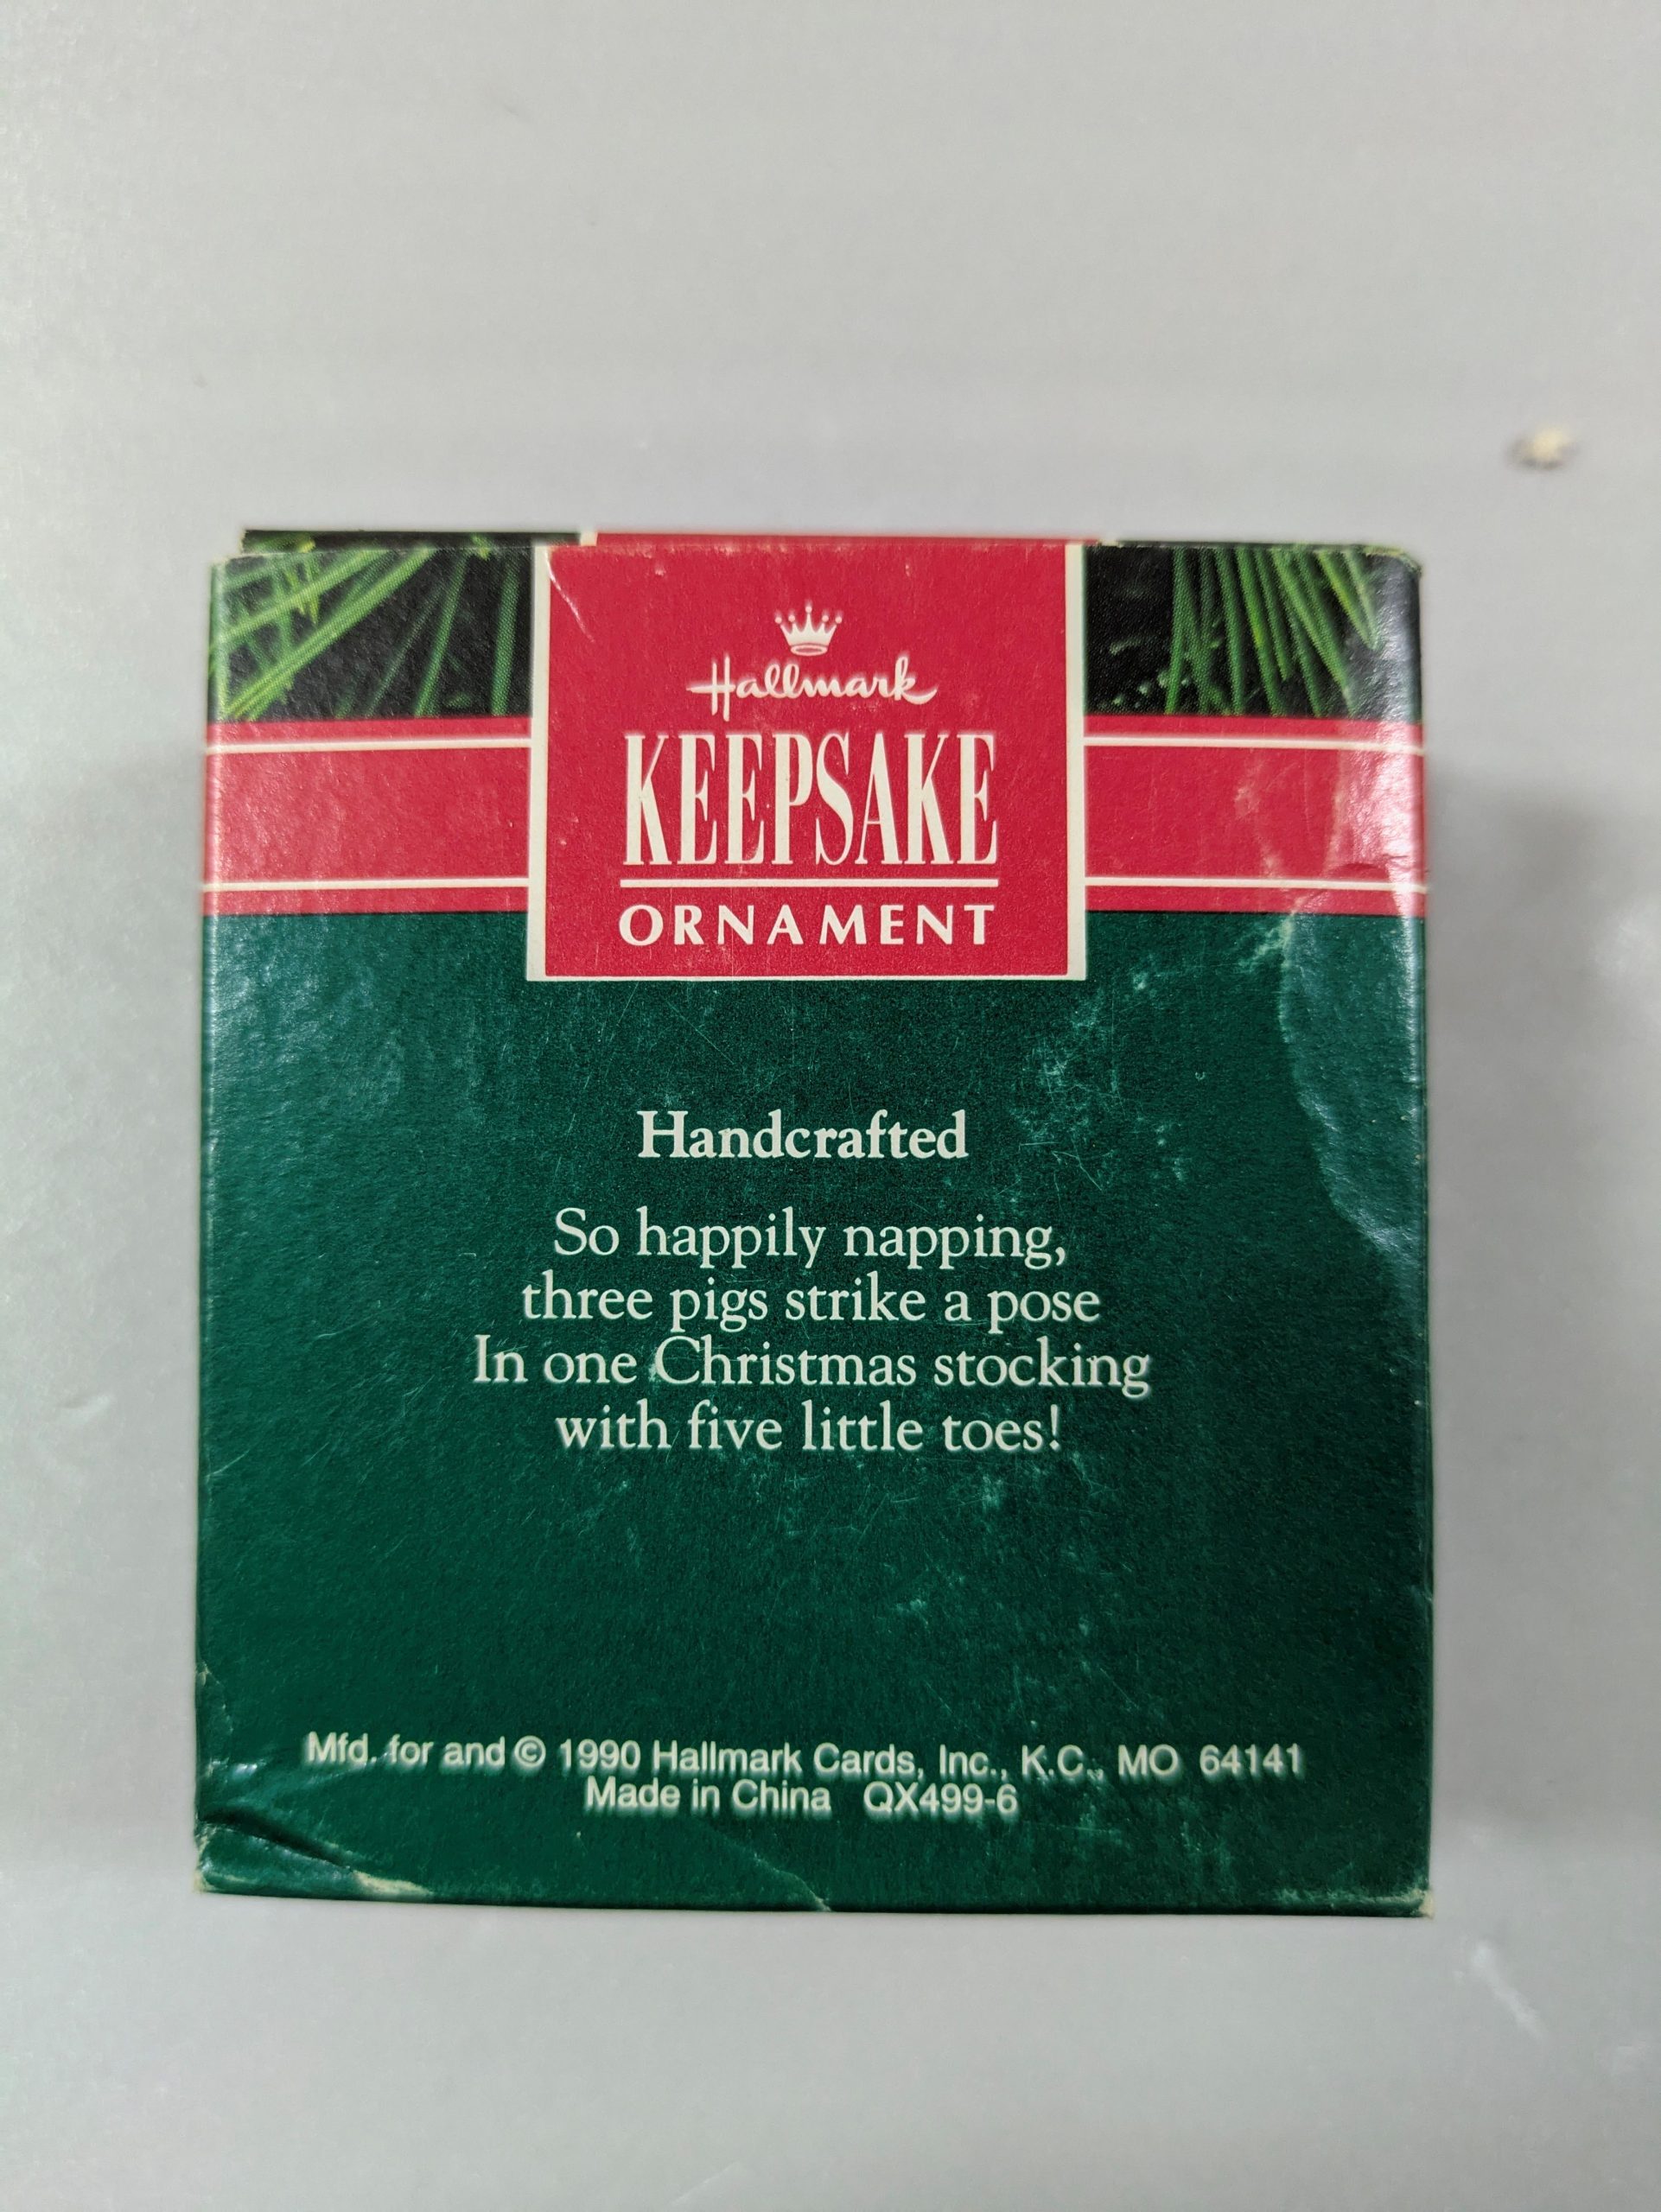 Hallmark
KEEPSAKE
ORNAMENT
Handcrafted
So happily napping,
three pigs strike a pose
In one Christmas stocking
with five little toes!
Mfd. for and © 1990 Hallmark Cards, Inc., K.C., MO 64141
Made in China QX499-6